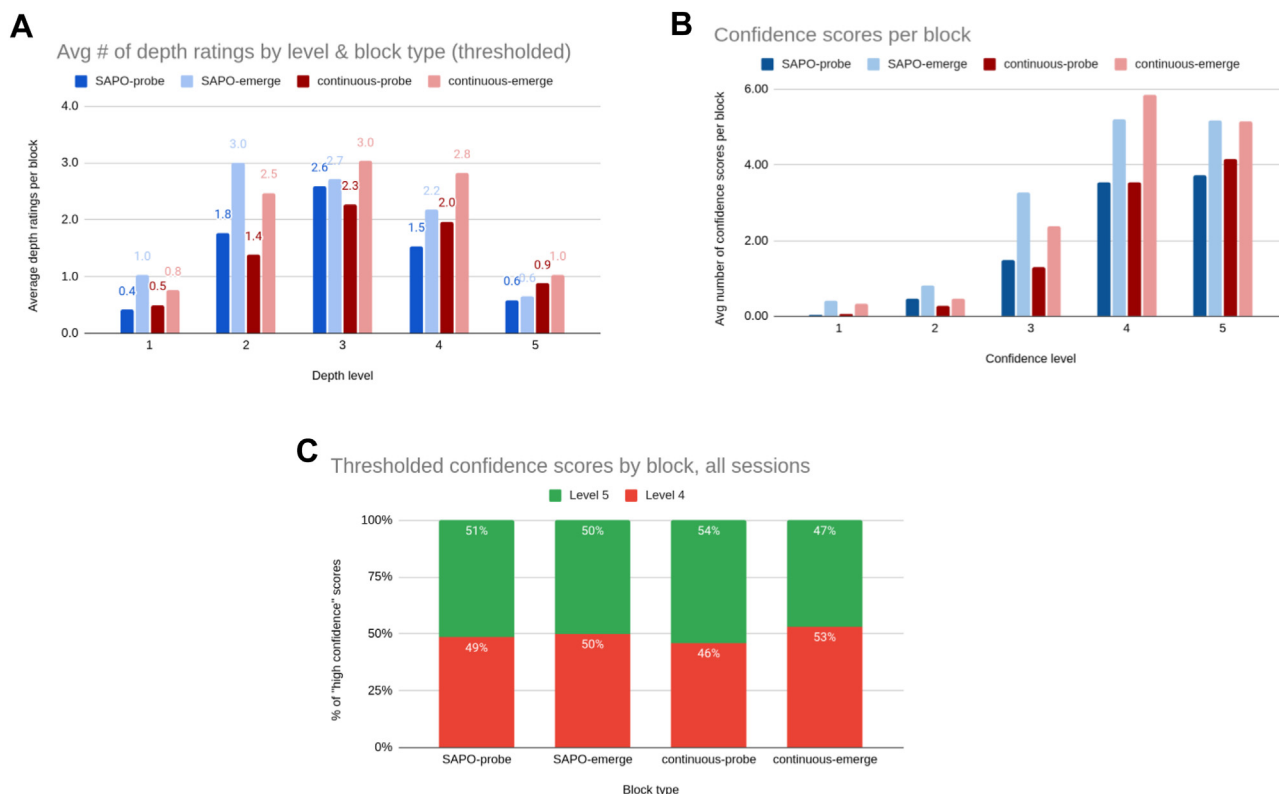 A
Avg # of depth ratings by level & block type (thresholded)
SAPO-probe SAPO-emerge continuous-probe continuous-emerge
Average depth ratings per block
4.0
3.0
2.0
1.0
0.0
0.4 1.0 0.5 0.8
1.8 3.0 1.4 2.5
2.6 2.7 2.3 3.0
1.5 2.2 2.0 2.8
0.6 0.6 0.9 1.0
1 2 3 4 5
Depth level
B
Confidence scores per block
SAPO-probe SAPO-emerge continuous-probe continuous-emerge
Avg number of confidence scores per block
6.00
4.00
2.00
0.00
1 2 3 4 5
Confidence level
C
Thresholded confidence scores by block, all sessions
Level 5 Level 4
% of "high confidence" scores
100%
75%
50%
25%
0%
51% 50% 54% 47%
49% 50% 46% 53%
SAPO-probe SAPO-emerge continuous-probe continuous-emerge
Block type